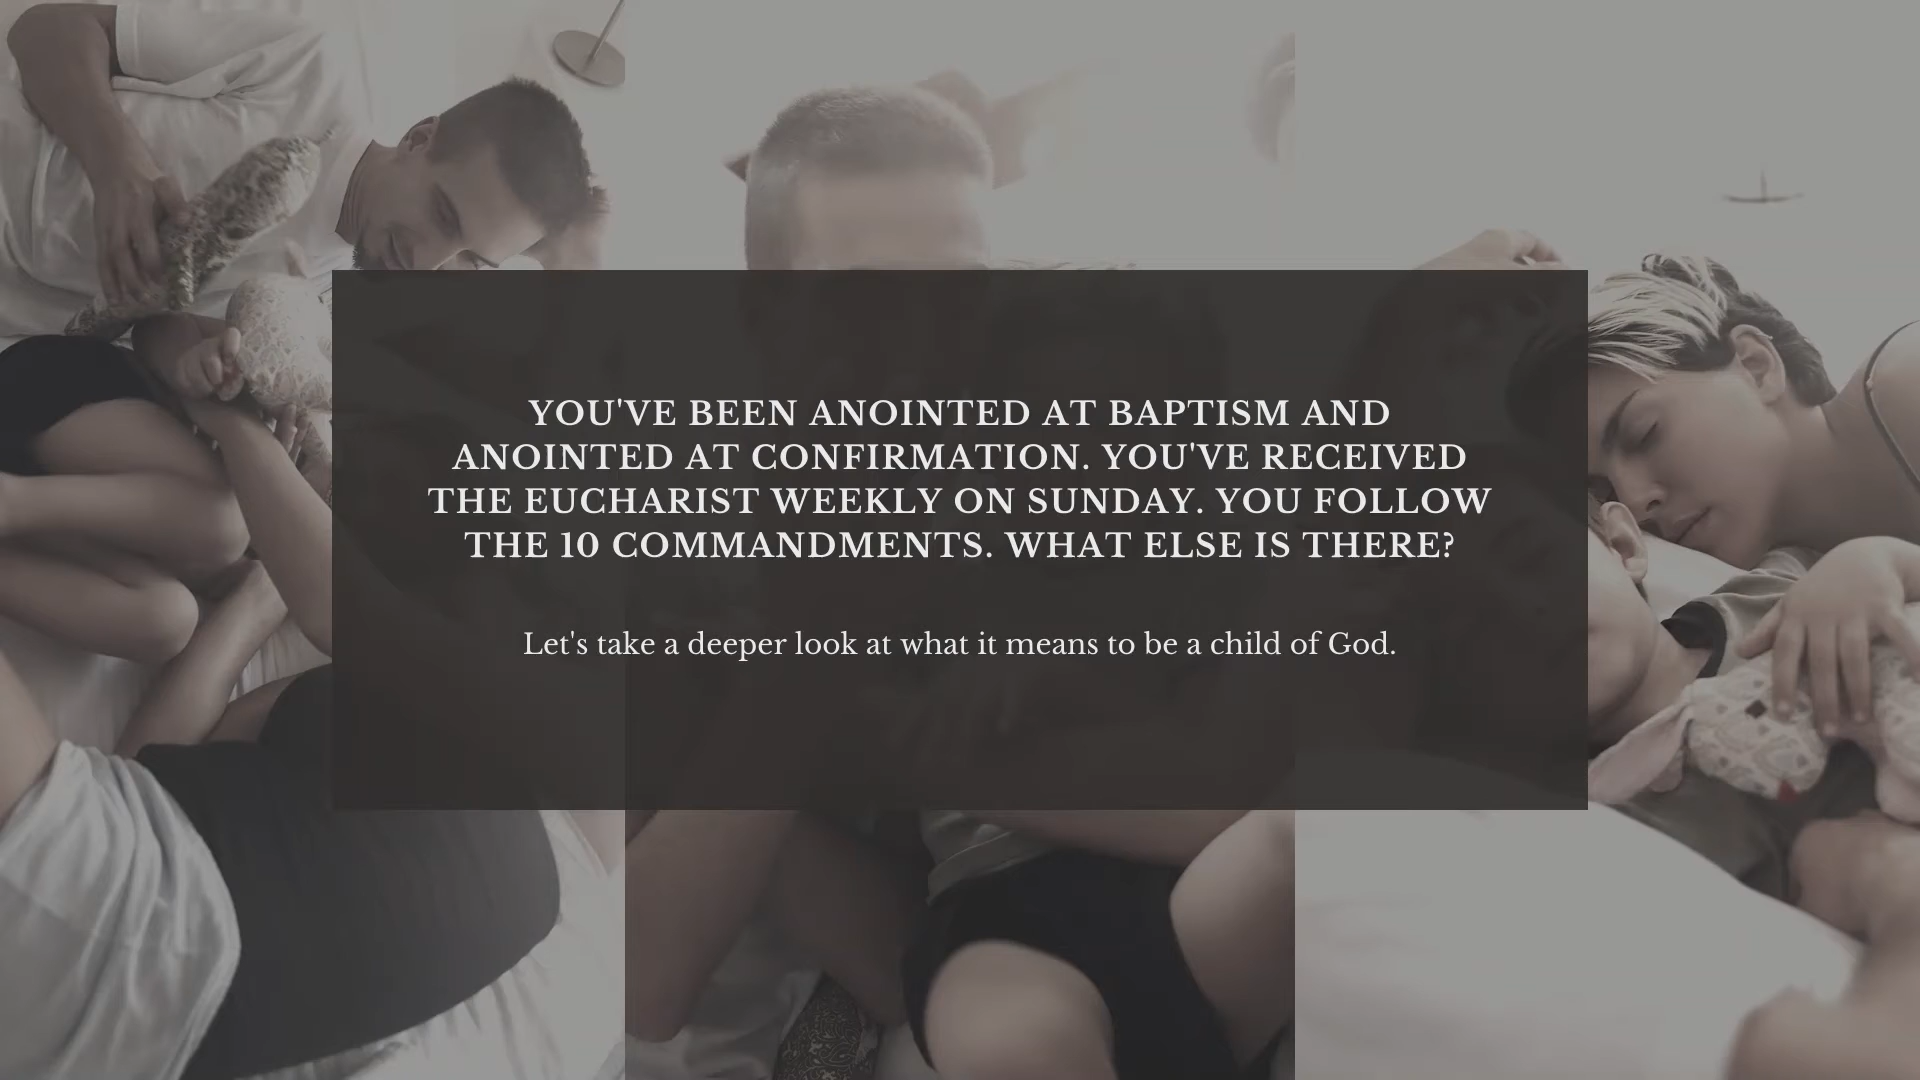 YOU'VE BEEN ANOINTED AT BAPTISM AND
ANOINTED AT CONFIRMATION. YOU'VE RECEIVED
THE EUCHARIST WEEKLY ON SUNDAY. YOU FOLLOW
THE 10 COMMANDMENTS. WHAT ELSE IS THERE?
Let's take a deeper look at what it means to be a child of God.